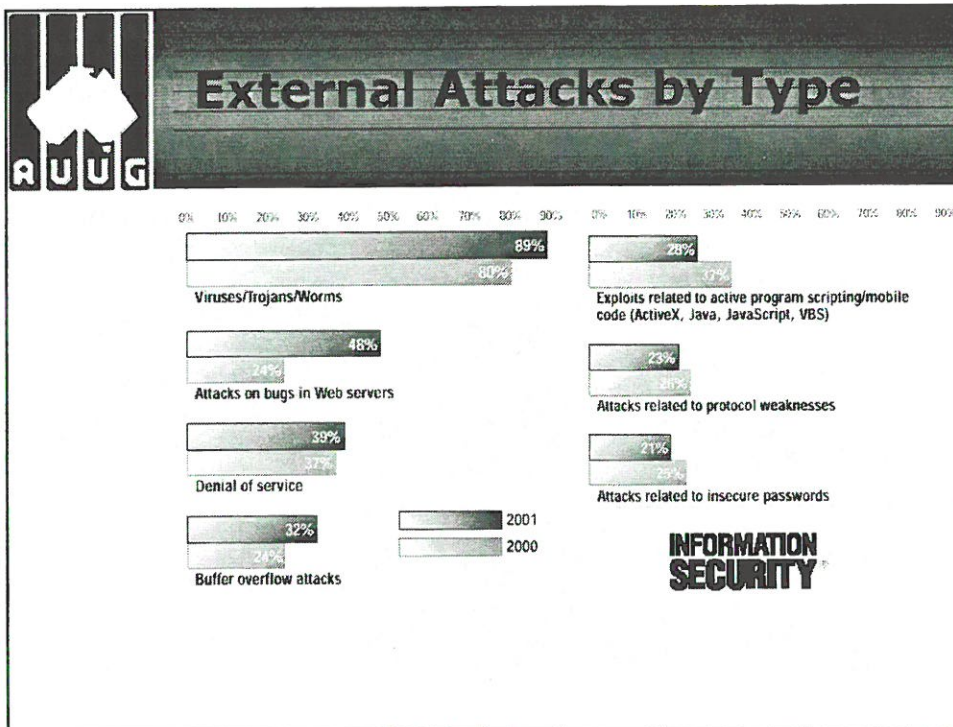 AUUG
External Attacks by Type
0% 10% 20% 30% 40% 50% 60% 70% 80% 90%
89%
80%
Viruses/Trojans/Worms
48%
24%
Attacks on bugs in Web servers
39%
37%
Denial of service
32%
24%
Buffer overflow attacks
2001
2000
0% 10% 20% 30% 40% 50% 60% 70% 80% 90%
28%
37%
Exploits related to active program scripting/mobile
code (ActiveX, Java, JavaScript, VBS)
23%
26%
Attacks related to protocol weaknesses
21%
25%
Attacks related to insecure passwords
INFORMATION
SECURITY®